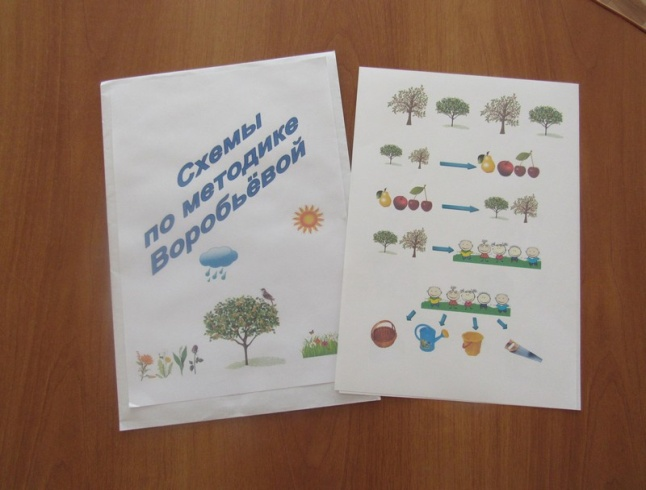 Схемы
по методике
Воробьёвой